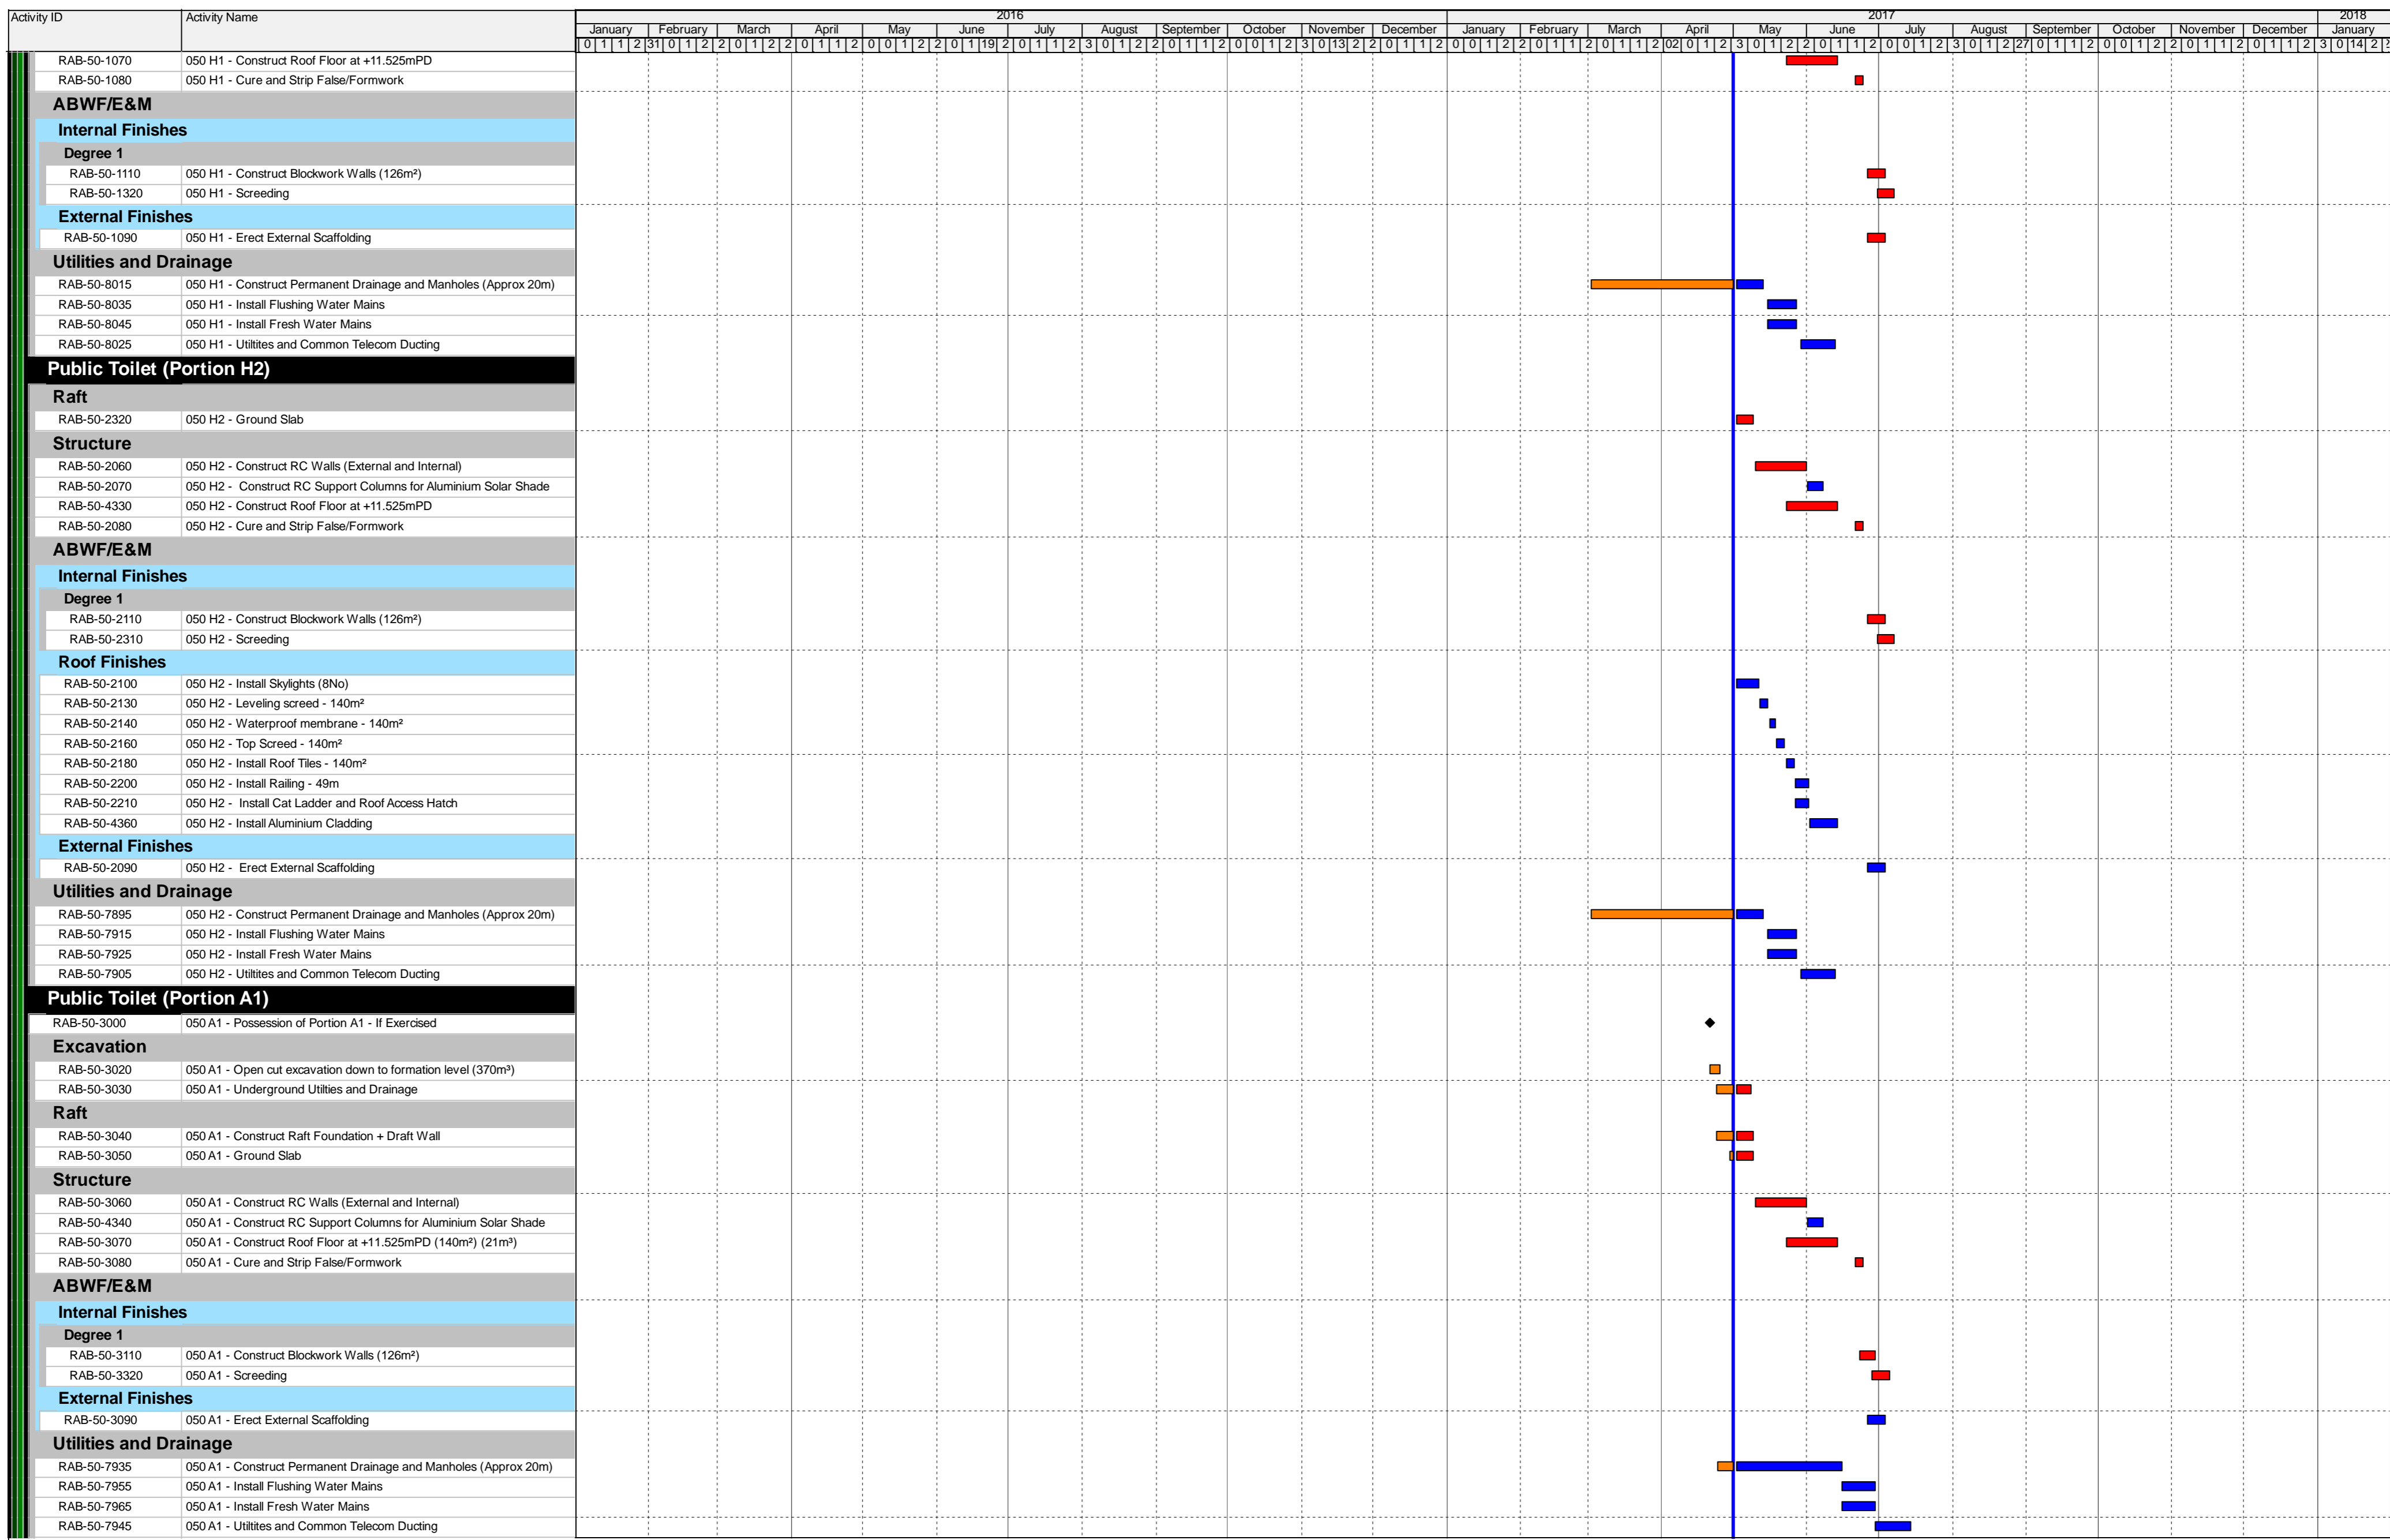 Activity ID Activity Name 2016 2017 2018
January February March April May June July August September October November December January February March April May June July August September October November December January
RAB-50-1070 050 H1 - Construct Roof Floor at +11.525mPD
RAB-50-1080 050 H1 - Cure and Strip False/Formwork
ABWF/E&M
Internal Finishes
Degree 1
RAB-50-1110 050 H1 - Construct Blockwork Walls (126m²)
RAB-50-1320 050 H1 - Screeding
External Finishes
RAB-50-1090 050 H1 - Erect External Scaffolding
Utilities and Drainage
RAB-50-8015 050 H1 - Construct Permanent Drainage and Manholes (Approx 20m)
RAB-50-8035 050 H1 - Install Flushing Water Mains
RAB-50-8045 050 H1 - Install Fresh Water Mains
RAB-50-8025 050 H1 - Utiltites and Common Telecom Ducting
Public Toilet (Portion H2)
Raft
RAB-50-2320 050 H2 - Ground Slab
Structure
RAB-50-2060 050 H2 - Construct RC Walls (External and Internal)
RAB-50-2070 050 H2 - Construct RC Support Columns for Aluminium Solar Shade
RAB-50-4330 050 H2 - Construct Roof Floor at +11.525mPD
RAB-50-2080 050 H2 - Cure and Strip False/Formwork
ABWF/E&M
Internal Finishes
Degree 1
RAB-50-2110 050 H2 - Construct Blockwork Walls (126m²)
RAB-50-2310 050 H2 - Screeding
Roof Finishes
RAB-50-2100 050 H2 - Install Skylights (8No)
RAB-50-2130 050 H2 - Leveling screed - 140m²
RAB-50-2140 050 H2 - Waterproof membrane - 140m²
RAB-50-2160 050 H2 - Top Screed - 140m²
RAB-50-2180 050 H2 - Install Roof Tiles - 140m²
RAB-50-2200 050 H2 - Install Railing - 49m
RAB-50-2210 050 H2 - Install Cat Ladder and Roof Access Hatch
RAB-50-4360 050 H2 - Install Aluminium Cladding
External Finishes
RAB-50-2090 050 H2 - Erect External Scaffolding
Utilities and Drainage
RAB-50-7895 050 H2 - Construct Permanent Drainage and Manholes (Approx 20m)
RAB-50-7915 050 H2 - Install Flushing Water Mains
RAB-50-7925 050 H2 - Install Fresh Water Mains
RAB-50-7905 050 H2 - Utiltites and Common Telecom Ducting
Public Toilet (Portion A1)
RAB-50-3000 050 A1 - Possession of Portion A1 - If Exercised
Excavation
RAB-50-3020 050 A1 - Open cut excavation down to formation level (370m³)
RAB-50-3030 050 A1 - Underground Utilties and Drainage
Raft
RAB-50-3040 050 A1 - Construct Raft Foundation + Draft Wall
RAB-50-3050 050 A1 - Ground Slab
Structure
RAB-50-3060 050 A1 - Construct RC Walls (External and Internal)
RAB-50-4340 050 A1 - Construct RC Support Columns for Aluminium Solar Shade
RAB-50-3070 050 A1 - Construct Roof Floor at +11.525mPD (140m²) (21m³)
RAB-50-3080 050 A1 - Cure and Strip False/Formwork
ABWF/E&M
Internal Finishes
Degree 1
RAB-50-3110 050 A1 - Construct Blockwork Walls (126m²)
RAB-50-3320 050 A1 - Screeding
External Finishes
RAB-50-3090 050 A1 - Erect External Scaffolding
Utilities and Drainage
RAB-50-7935 050 A1 - Construct Permanent Drainage and Manholes (Approx 20m)
RAB-50-7955 050 A1 - Install Flushing Water Mains
RAB-50-7965 050 A1 - Install Fresh Water Mains
RAB-50-7945 050 A1 - Utiltites and Common Telecom Ducting